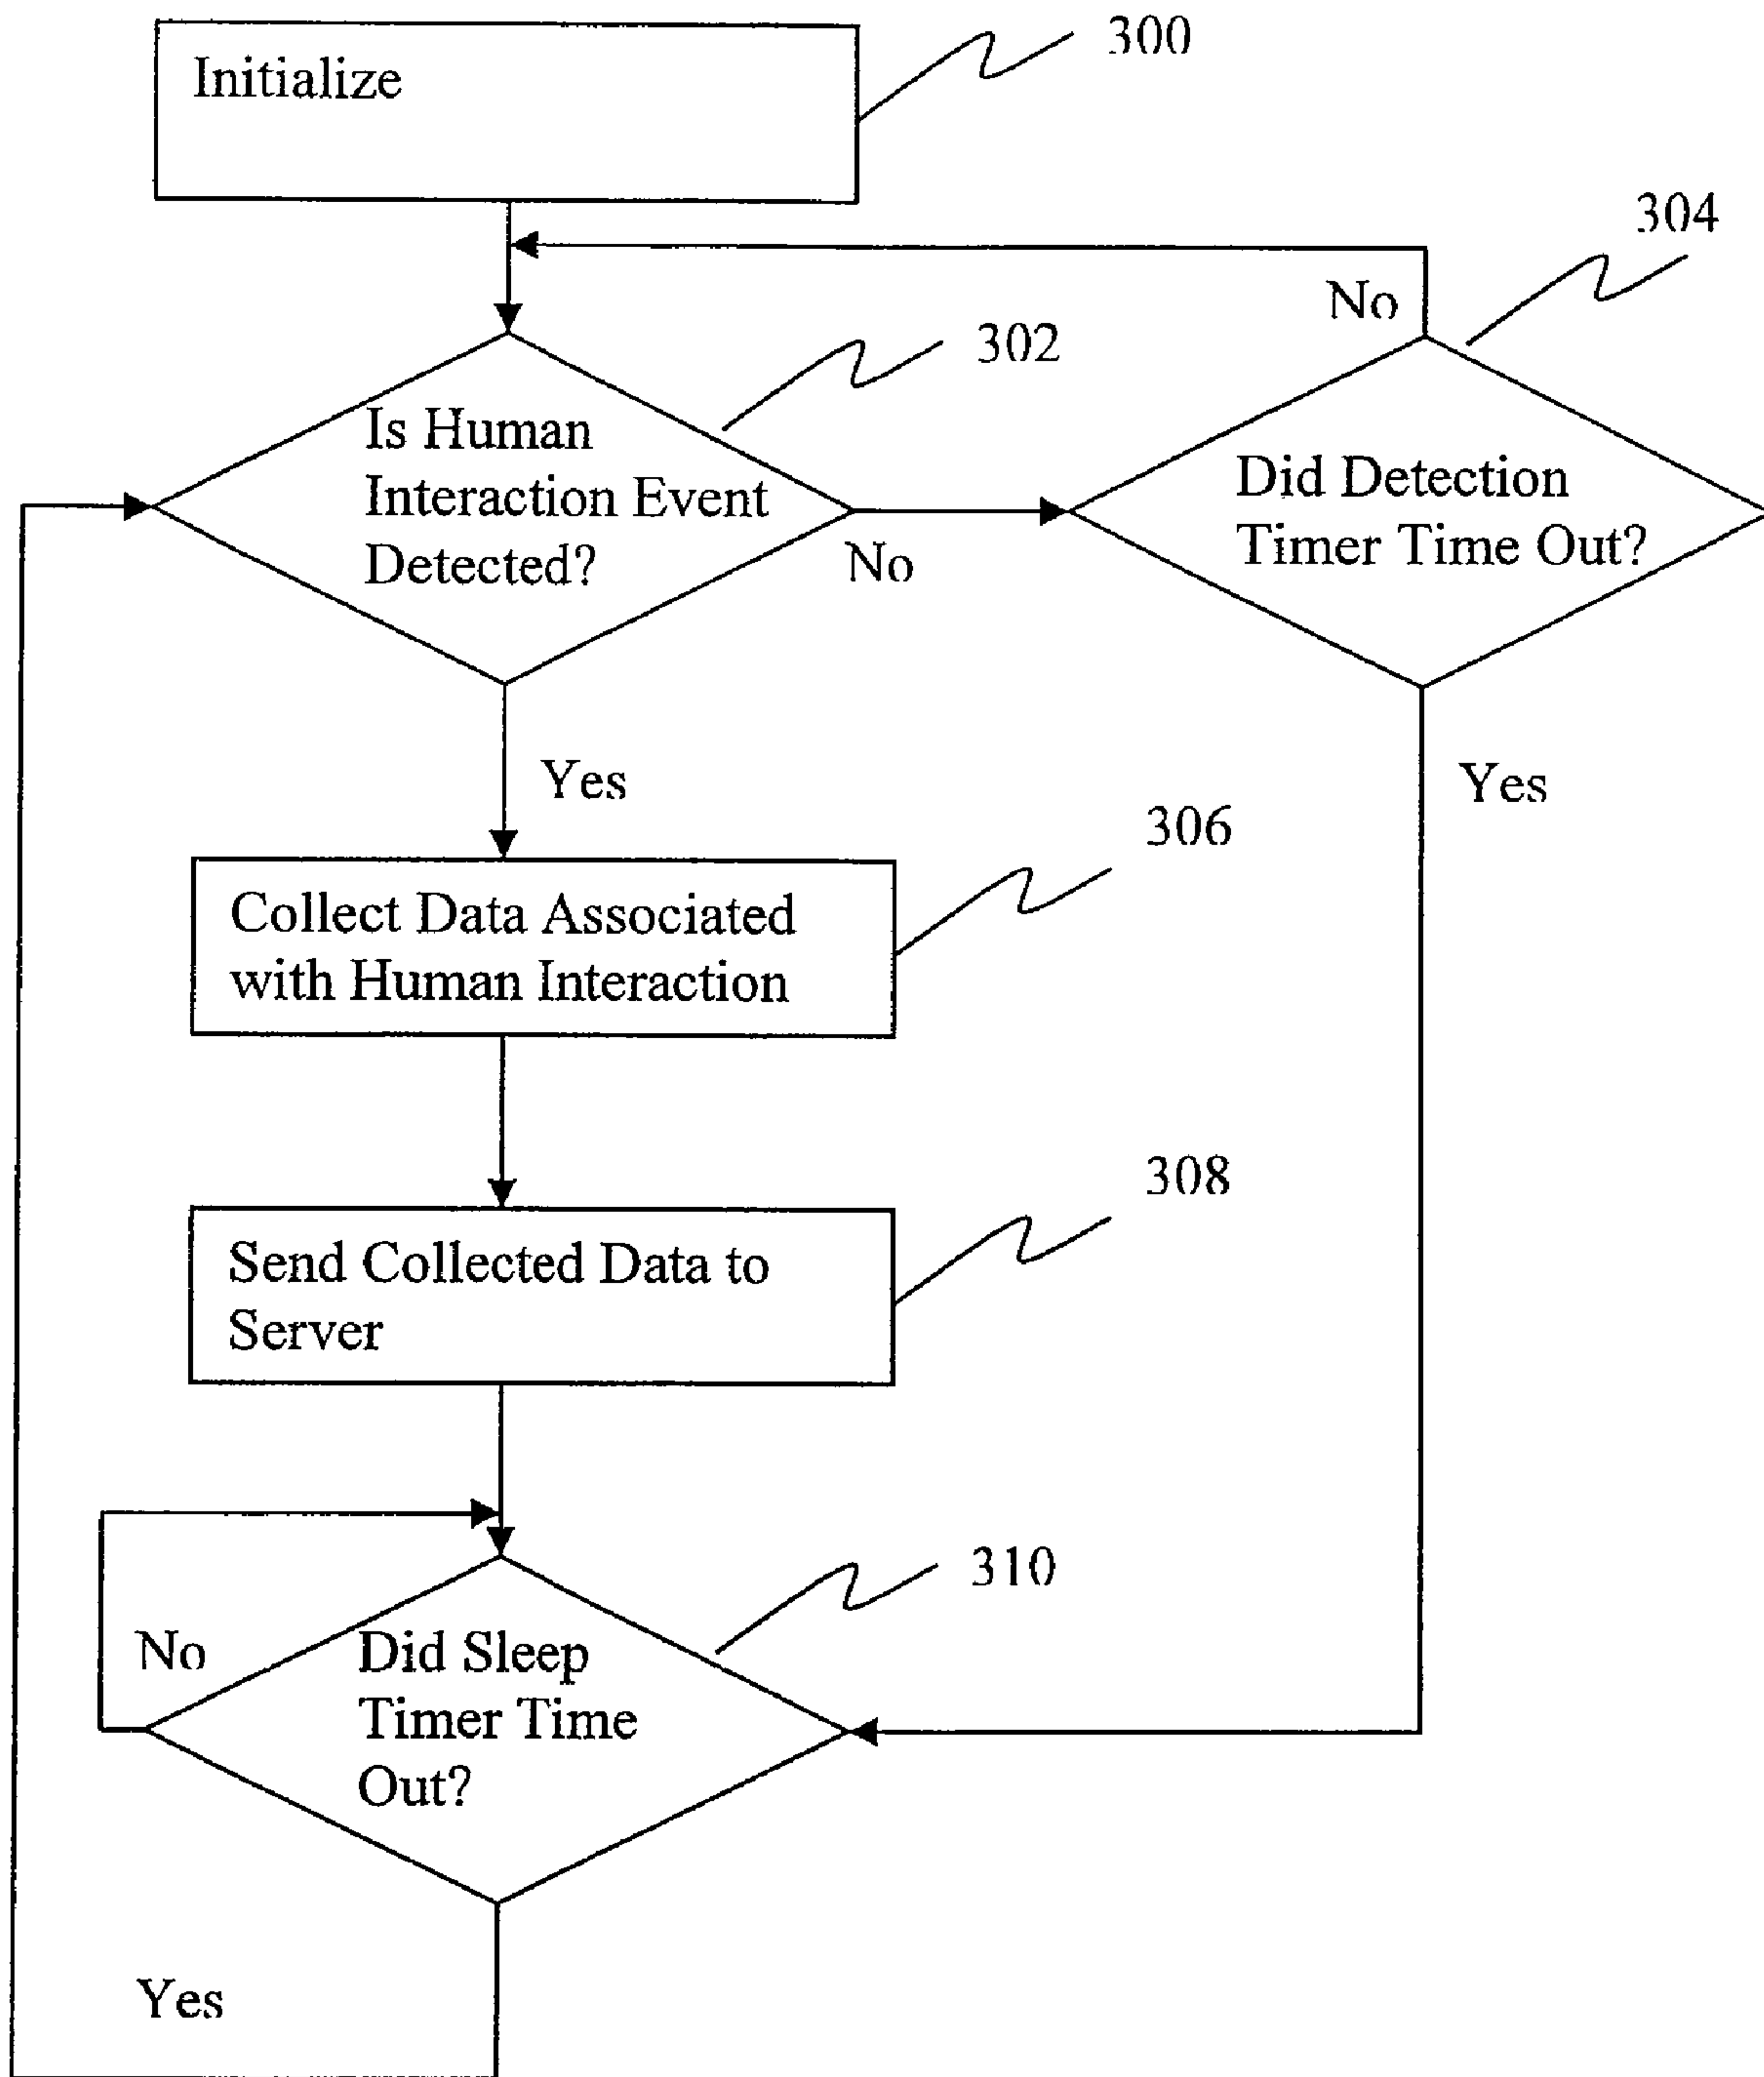 Initialize
300
304
No
302
Is Human
Interaction Event
Detected?
No
Did Detection
Timer Time Out?
Yes
Yes
306
Collect Data Associated
with Human Interaction
308
Send Collected Data to
Server
310
No
Did Sleep
Timer Time
Out?
Yes